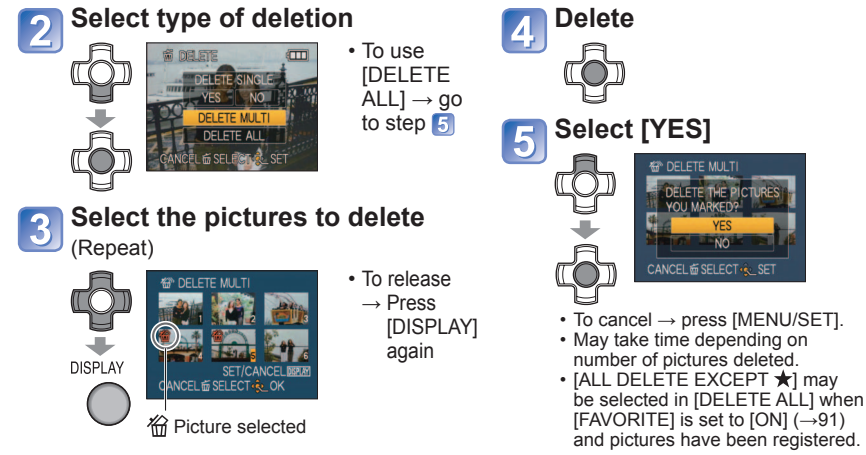 2 Select type of deletion
DELETE
DELETE SINGLE
YES NO
DELETE MULTI
DELETE ALL
CANCEL SELECT SET
• To use
[DELETE
ALL] → go
to step 5
3 Select the pictures to delete
(Repeat)
DISPLAY
DELETE MULTI
2
3
5
6
SET/CANCEL DISPLAY
CANCEL SELECT OK
Picture selected
• To release
→ Press
[DISPLAY]
again
4 Delete
5 Select [YES]
DELETE MULTI
DELETE THE PICTURES
YOU MARKED?
YES
NO
CANCEL SELECT SET
• To cancel → press [MENU/SET].
• May take time depending on
number of pictures deleted.
• [ALL DELETE EXCEPT ★] may
be selected in [DELETE ALL] when
[FAVORITE] is set to [ON] (→91)
and pictures have been registered.